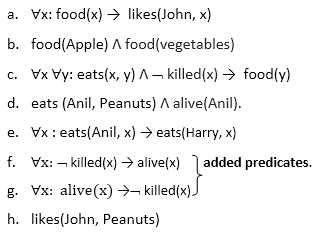 a. ∀x: food(x) → likes(John, x)
b. food(Apple) Λ food(vegetables)
c. ∀x ∀y: eats(x, y) Λ ¬ killed(x) → food(y)
d. eats (Anil, Peanuts) Λ alive(Anil).
e. ∀x : eats(Anil, x) → eats(Harry, x)
f. ∀x: ¬ killed(x) → alive(x) added predicates.
g. ∀x: alive(x) →¬ killed(x)
h. likes(John, Peanuts)